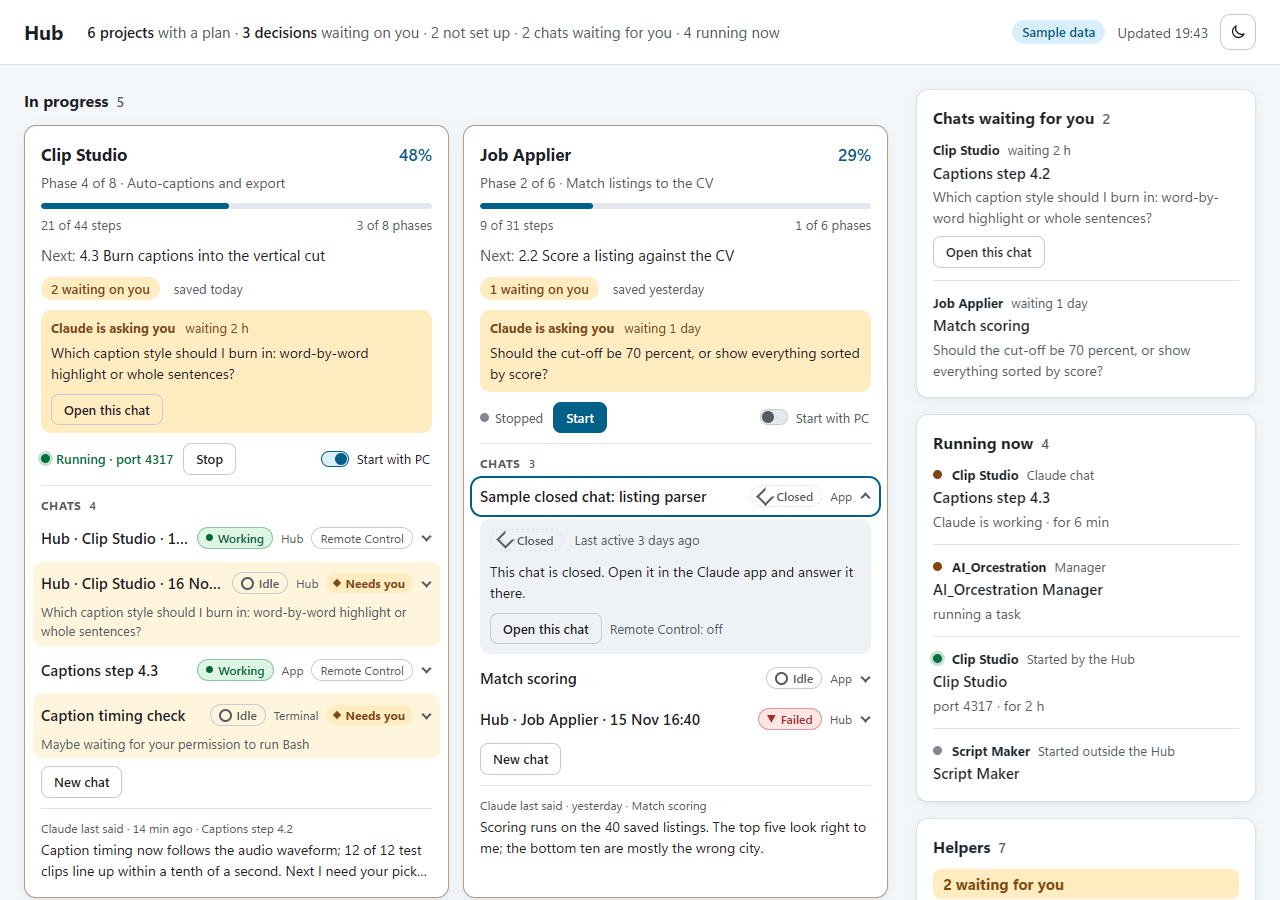 Hub
6 projects with a plan · 3 decisions waiting on you · 2 not set up · 2 chats waiting for you · 4 running now
Sample data
Updated 19:43
In progress 5
Clip Studio
48%
Phase 4 of 8 · Auto-captions and export
21 of 44 steps
3 of 8 phases
Next: 4.3 Burn captions into the vertical cut
2 waiting on you
saved today
Claude is asking you waiting 2 h
Which caption style should I burn in: word-by-word
highlight or whole sentences?
Open this chat
Running · port 4317
Stop
Start with PC
CHATS 4
Hub · Clip Studio · 1...
Working
Hub
Remote Control
Hub · Clip Studio · 16 No...
Idle
Hub
Needs you
Which caption style should I burn in: word-by-word highlight or
whole sentences?
Captions step 4.3
Working
App
Remote Control
Caption timing check
Idle
Terminal
Needs you
Maybe waiting for your permission to run Bash
New chat
Claude last said · 14 min ago · Captions step 4.2
Caption timing now follows the audio waveform; 12 of 12 test
clips line up within a tenth of a second. Next I need your pick...
Job Applier
29%
Phase 2 of 6 · Match listings to the CV
9 of 31 steps
1 of 6 phases
Next: 2.2 Score a listing against the CV
1 waiting on you
saved yesterday
Claude is asking you waiting 1 day
Should the cut-off be 70 percent, or show everything sorted
by score?
Stopped
Start
Start with PC
CHATS 3
Sample closed chat: listing parser
Closed
App
Closed
Last active 3 days ago
This chat is closed. Open it in the Claude app and answer it
there.
Open this chat
Remote Control: off
Match scoring
Idle
App
Hub · Job Applier · 15 Nov 16:40
Failed
Hub
New chat
Claude last said · yesterday · Match scoring
Scoring runs on the 40 saved listings. The top five look right to
me; the bottom ten are mostly the wrong city.
Chats waiting for you 2
Clip Studio waiting 2 h
Captions step 4.2
Which caption style should I burn in: word-by-
word highlight or whole sentences?
Open this chat
Job Applier waiting 1 day
Match scoring
Should the cut-off be 70 percent, or show
everything sorted by score?
Running now 4
Clip Studio Claude chat
Captions step 4.3
Claude is working · for 6 min
AI_Orcestration Manager
AI_Orcestration Manager
running a task
Clip Studio Started by the Hub
Clip Studio
port 4317 · for 2 h
Script Maker Started outside the Hub
Script Maker
Helpers 7
2 waiting for you